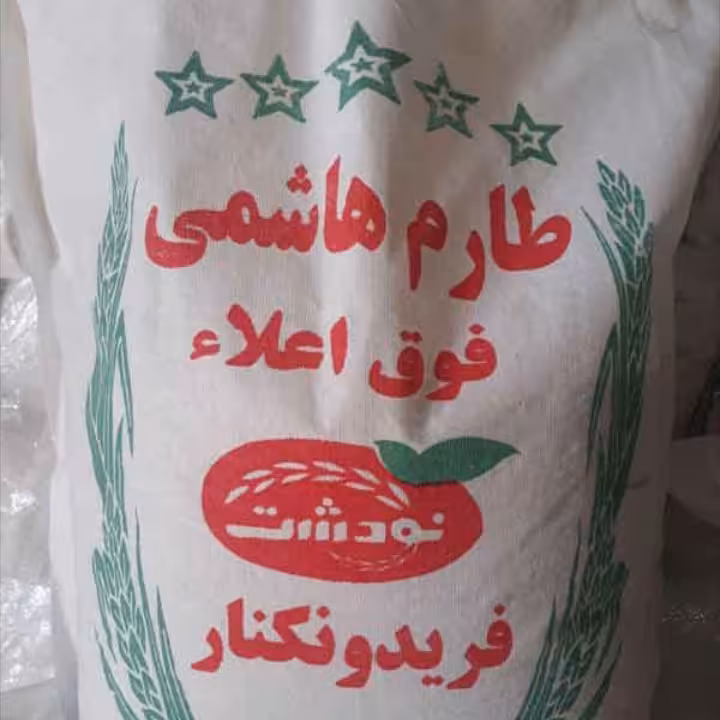 طارم هاشمی
فوق اعلاء
نودشت
فریدونکنار